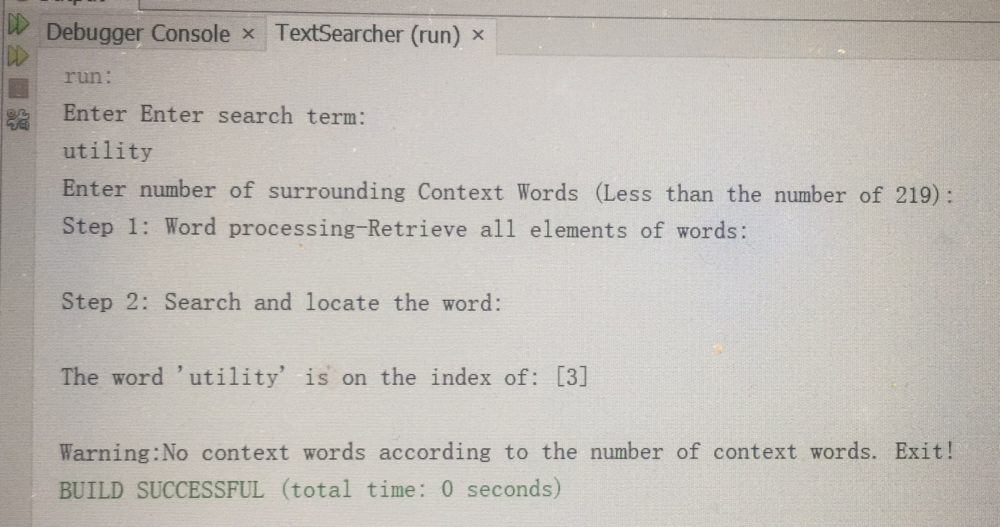 Debugger Console × TextSearcher (run) ×
run:
Enter Enter search term:
utility
Enter number of surrounding Context Words (Less than the number of 219):
Step 1: Word processing-Retrieve all elements of words:
Step 2: Search and locate the word:
The word 'utility' is on the index of: [3]
Warning:No context words according to the number of context words. Exit!
BUILD SUCCESSFUL (total time: 0 seconds)